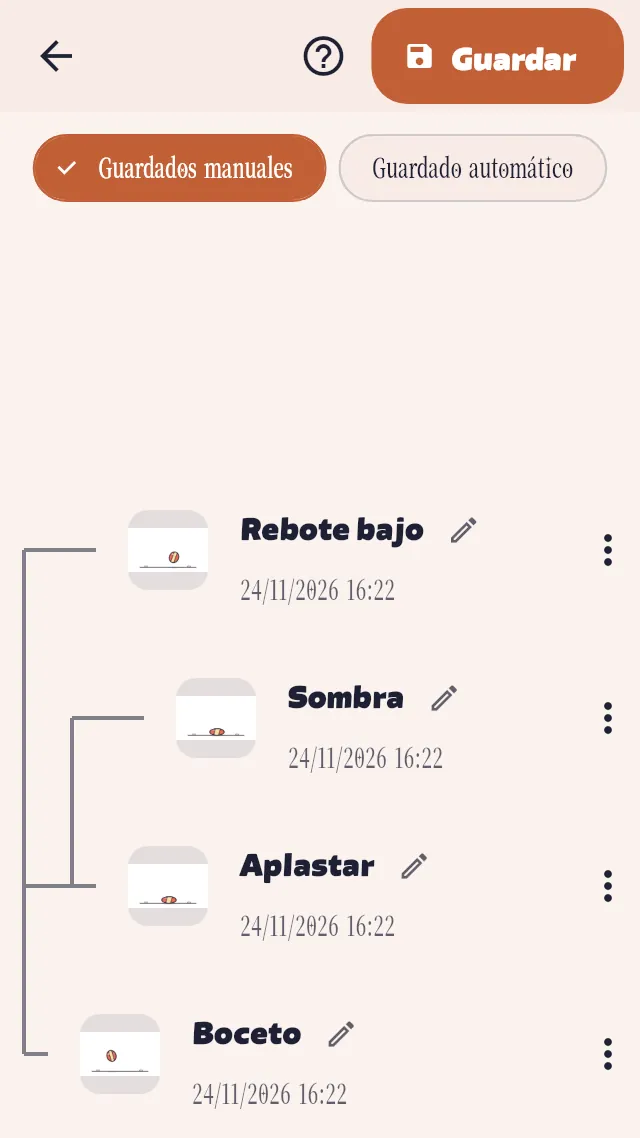 Guardar
Guardados manuales
Guardado automático
Rebote bajo
24/11/2026 16:22
Sombra
24/11/2026 16:22
Aplastar
24/11/2026 16:22
Boceto
24/11/2026 16:22